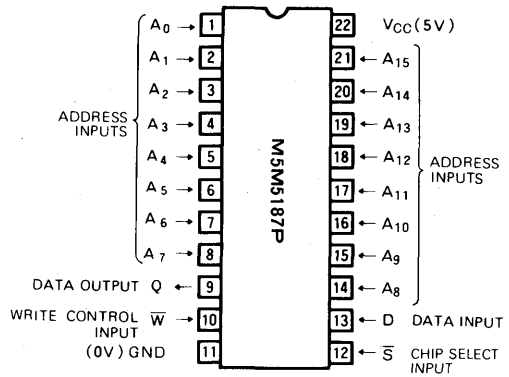 A0 → 1
A1 → 2
A2 → 3
A3 → 4
A4 → 5
A5 → 6
A6 → 7
A7 → 8
ADDRESS
INPUTS
DATA OUTPUT Q ← 9
WRITE CONTROL W̅ → 10
INPUT
(0V) GND 11
M5M5187P
22 VCC (5V)
21 ← A15
20 ← A14
19 ← A13
18 ← A12
17 ← A11
16 ← A10
15 ← A9
14 ← A8
ADDRESS
INPUTS
13 ← D DATA INPUT
12 ← S̅ CHIP SELECT
INPUT